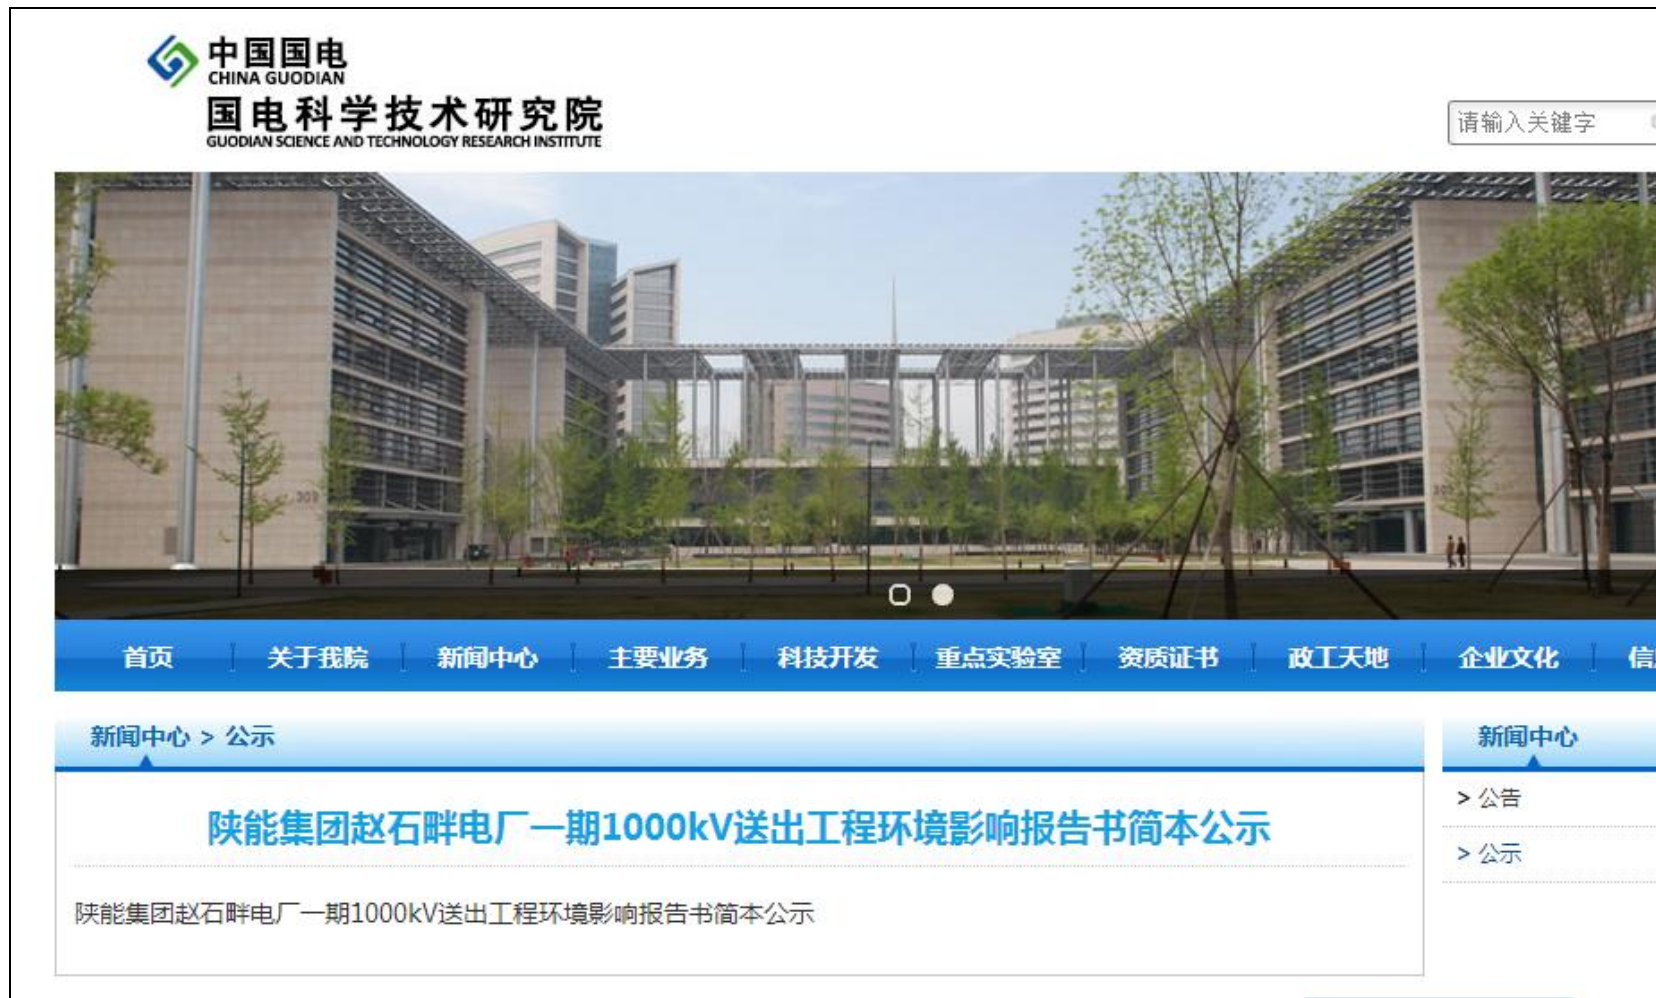 中国国电
CHINA GUODIAN
国电科学技术研究院
GUODIAN SCIENCE AND TECHNOLOGY RESEARCH INSTITUTE
请输入关键字
首页 关于我院 新闻中心 主要业务 科技开发 重点实验室 资质证书 政工天地 企业文化 信
新闻中心 > 公示
新闻中心
陕能集团赵石畔电厂一期1000kV送出工程环境影响报告书简本公示
> 公告
> 公示
陕能集团赵石畔电厂一期1000kV送出工程环境影响报告书简本公示